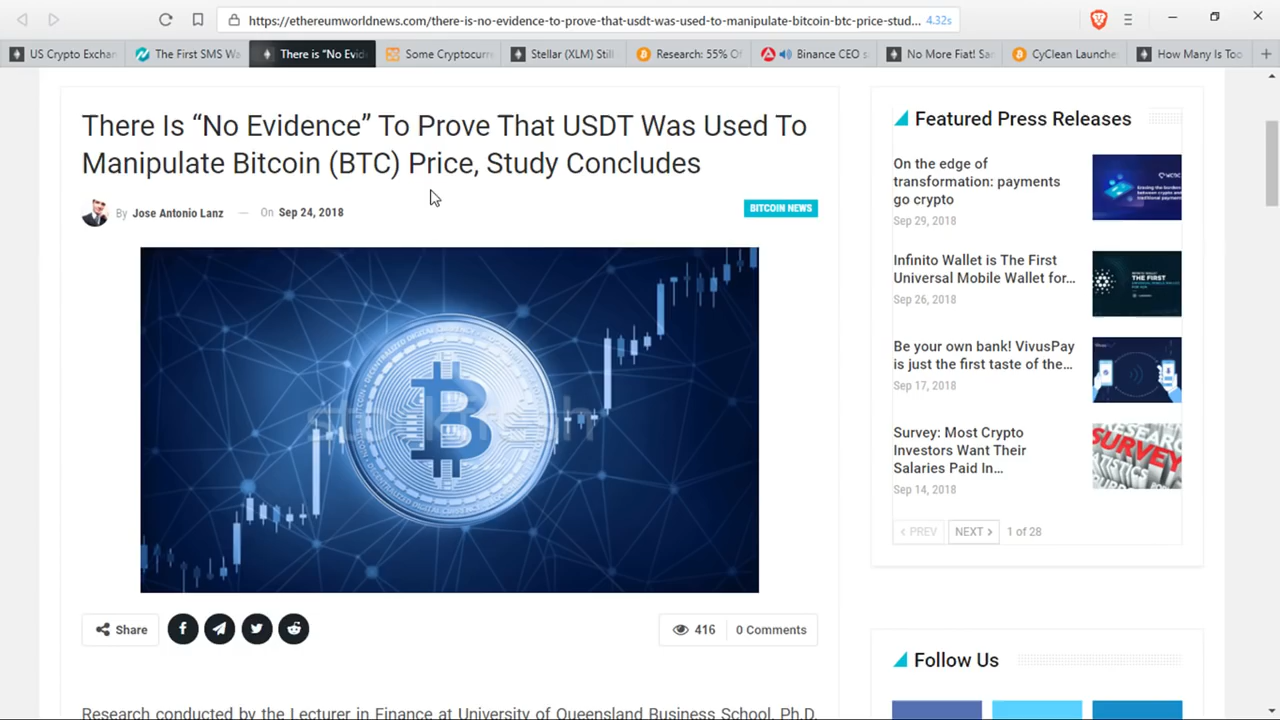 https://ethereumworldnews.com/there-is-no-evidence-to-prove-that-usdt-was-used-to-manipulate-bitcoin-btc-price-stud... 4.32s
US Crypto Exchan
The First SMS Wa
There is “No Evid
Some Cryptocurr
Stellar (XLM) Still
Research: 55% Of
Binance CEO s
No More Fiat! Sa
CyClean Launche
How Many Is Too
There Is “No Evidence” To Prove That USDT Was Used To
Manipulate Bitcoin (BTC) Price, Study Concludes
By Jose Antonio Lanz — On Sep 24, 2018
BITCOIN NEWS
Share
416
0 Comments
Research conducted by the Lecturer in Finance at University of Queensland Business School, Ph.D.
Featured Press Releases
On the edge of
transformation: payments
go crypto
Sep 29, 2018
Infinito Wallet is The First
Universal Mobile Wallet for...
Sep 26, 2018
Be your own bank! VivusPay
is just the first taste of the...
Sep 17, 2018
Survey: Most Crypto
Investors Want Their
Salaries Paid In...
Sep 14, 2018
SURVEY
PREV
NEXT
1 of 28
Follow Us